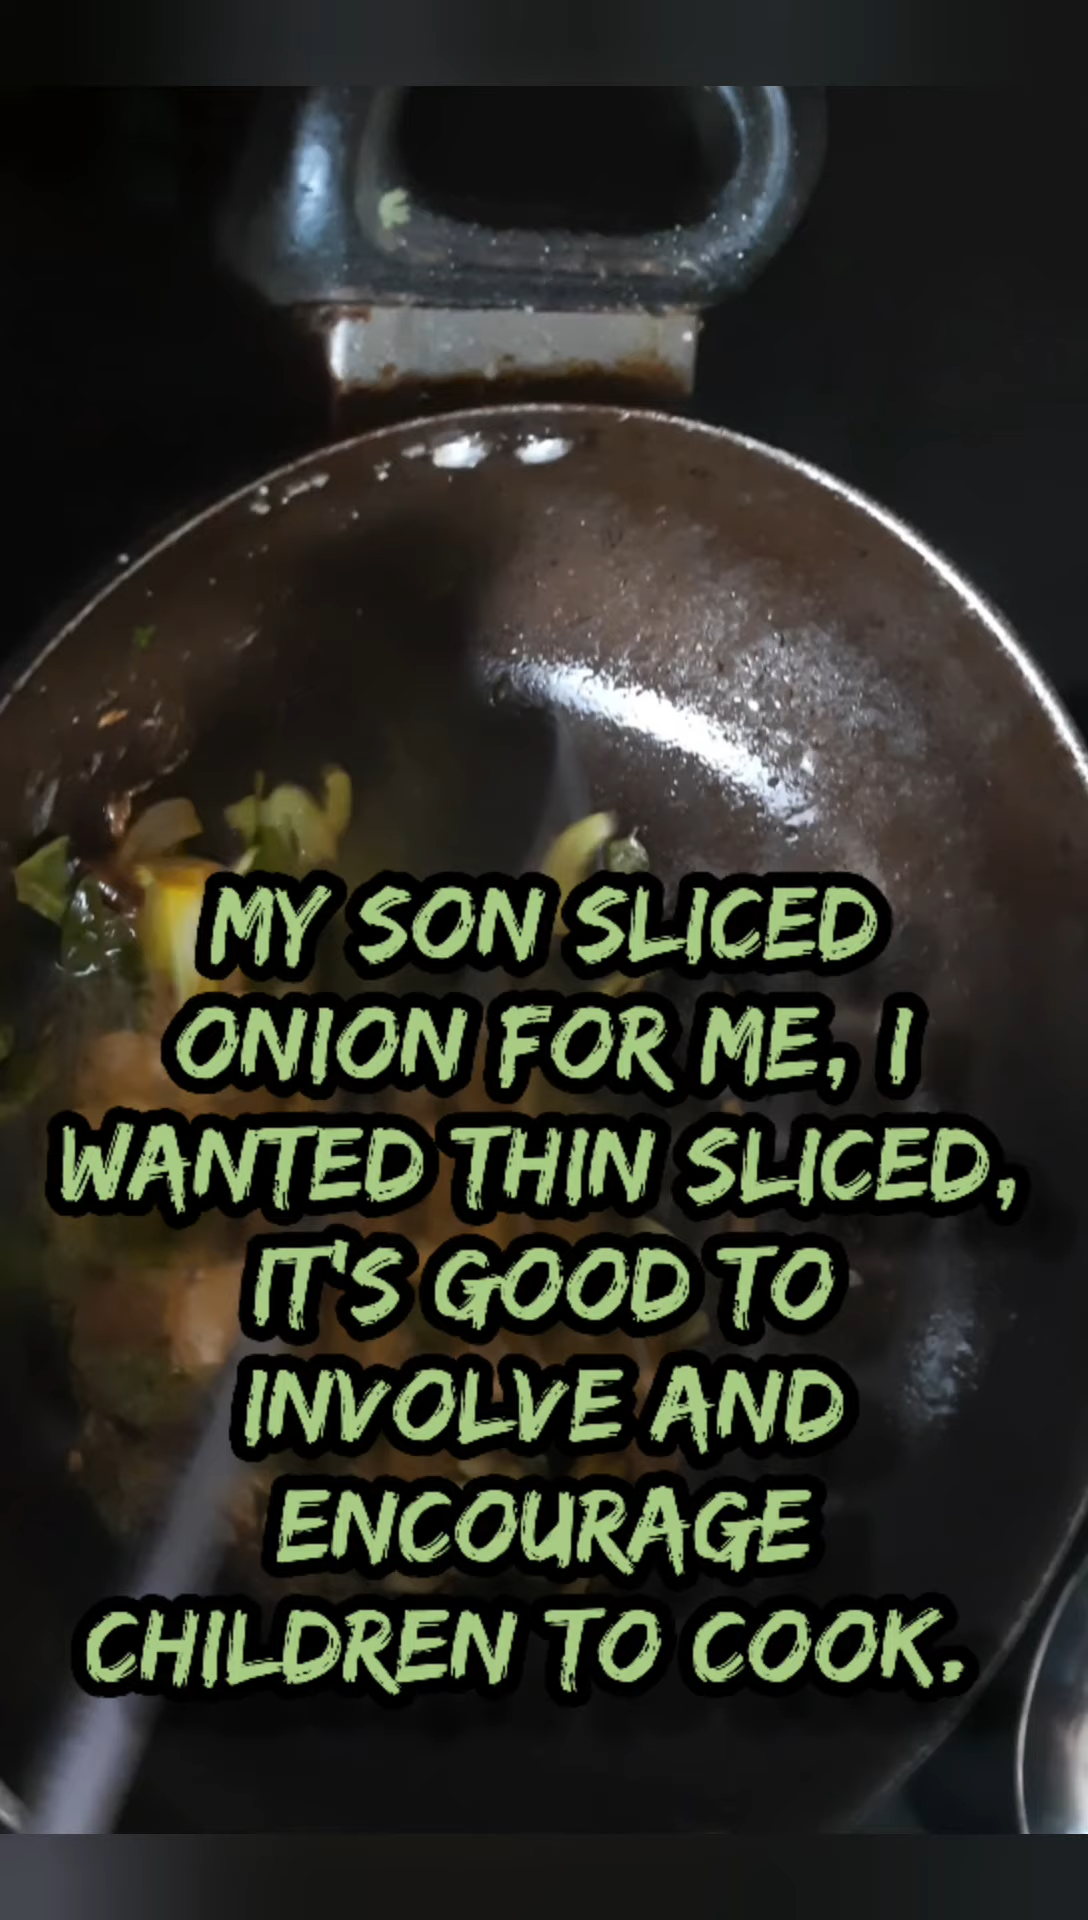 MY SON SLICED
ONION FOR ME, I
WANTED THIN SLICED,
IT'S GOOD TO
INVOLVE AND
ENCOURAGE
CHILDREN TO COOK.